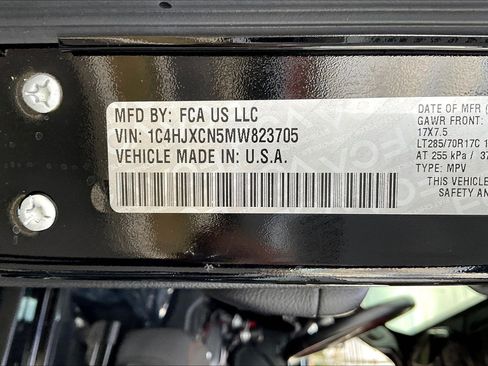 MFD BY: FCA US LLC
VIN: 1C4HJXCN5MW823705
VEHICLE MADE IN: U.S.A.
DATE OF MFR (
GAWR FRONT:
17X7.5
LT285/70R17C
AT 255 kPa / 37
TYPE: MPV
THIS VEHICLE
SAFETY AN